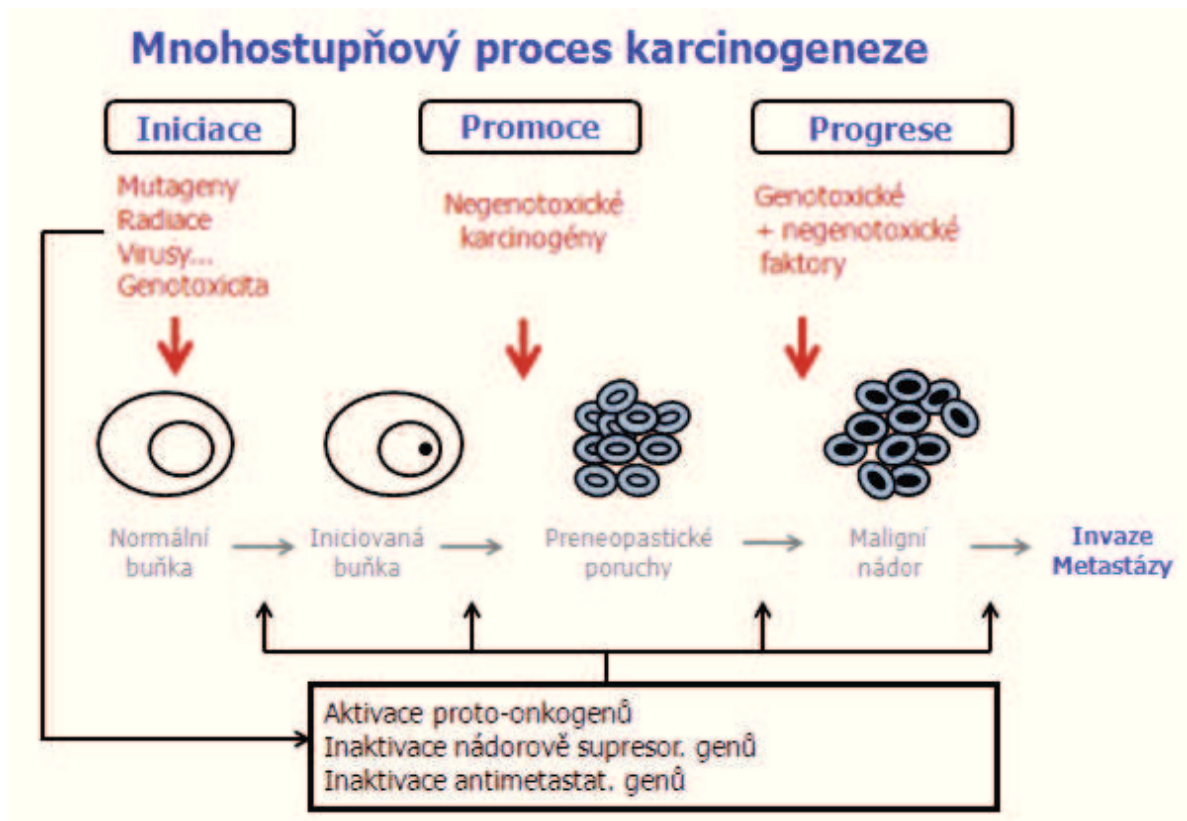 Mnohostupňový proces karcinogeneze
Iniciace
Promoce
Progrese
Mutageny
Radiace
Virusy...
Genotoxicita
Negenotoxické
karcinogény
Genotoxické
+ negenotoxické
faktory
Normální
buňka
Iniciovaná
buňka
Preneopastické
poruchy
Maligní
nádor
Invaze
Metastázy
Aktivace proto-onkogenů
Inaktivace nádorově supresor. genů
Inaktivace antimetastat. genů